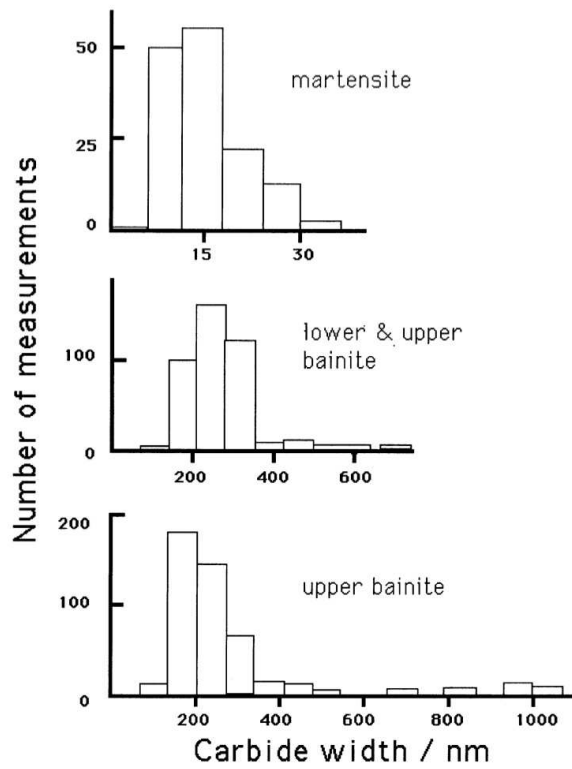 Number of measurements
50
25
0
martensite
15 30
100
0
lower & upper
bainite
200 400 600
200
100
0
upper bainite
200 400 600 800 1000
Carbide width / nm